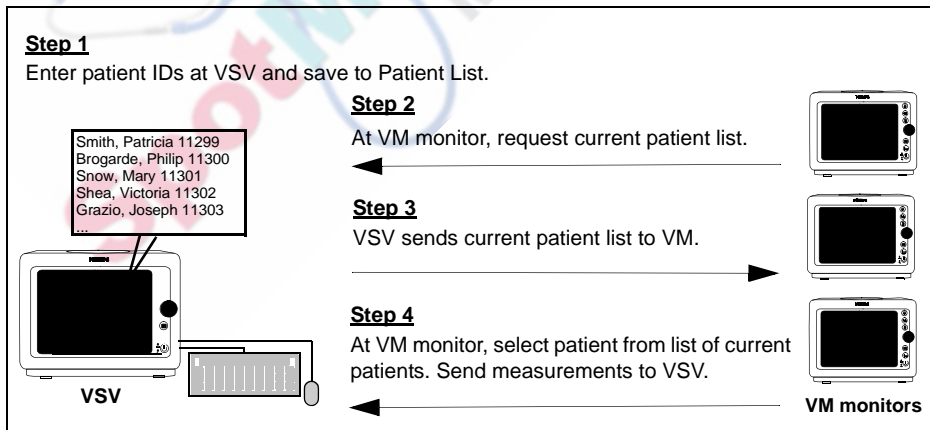 Step 1
Enter patient IDs at VSV and save to Patient List.
Smith, Patricia 11299
Brogarde, Philip 11300
Snow, Mary 11301
Shea, Victoria 11302
Grazio, Joseph 11303
...
VSV
Step 2
At VM monitor, request current patient list.
Step 3
VSV sends current patient list to VM.
Step 4
At VM monitor, select patient from list of current
patients. Send measurements to VSV.
VM monitors